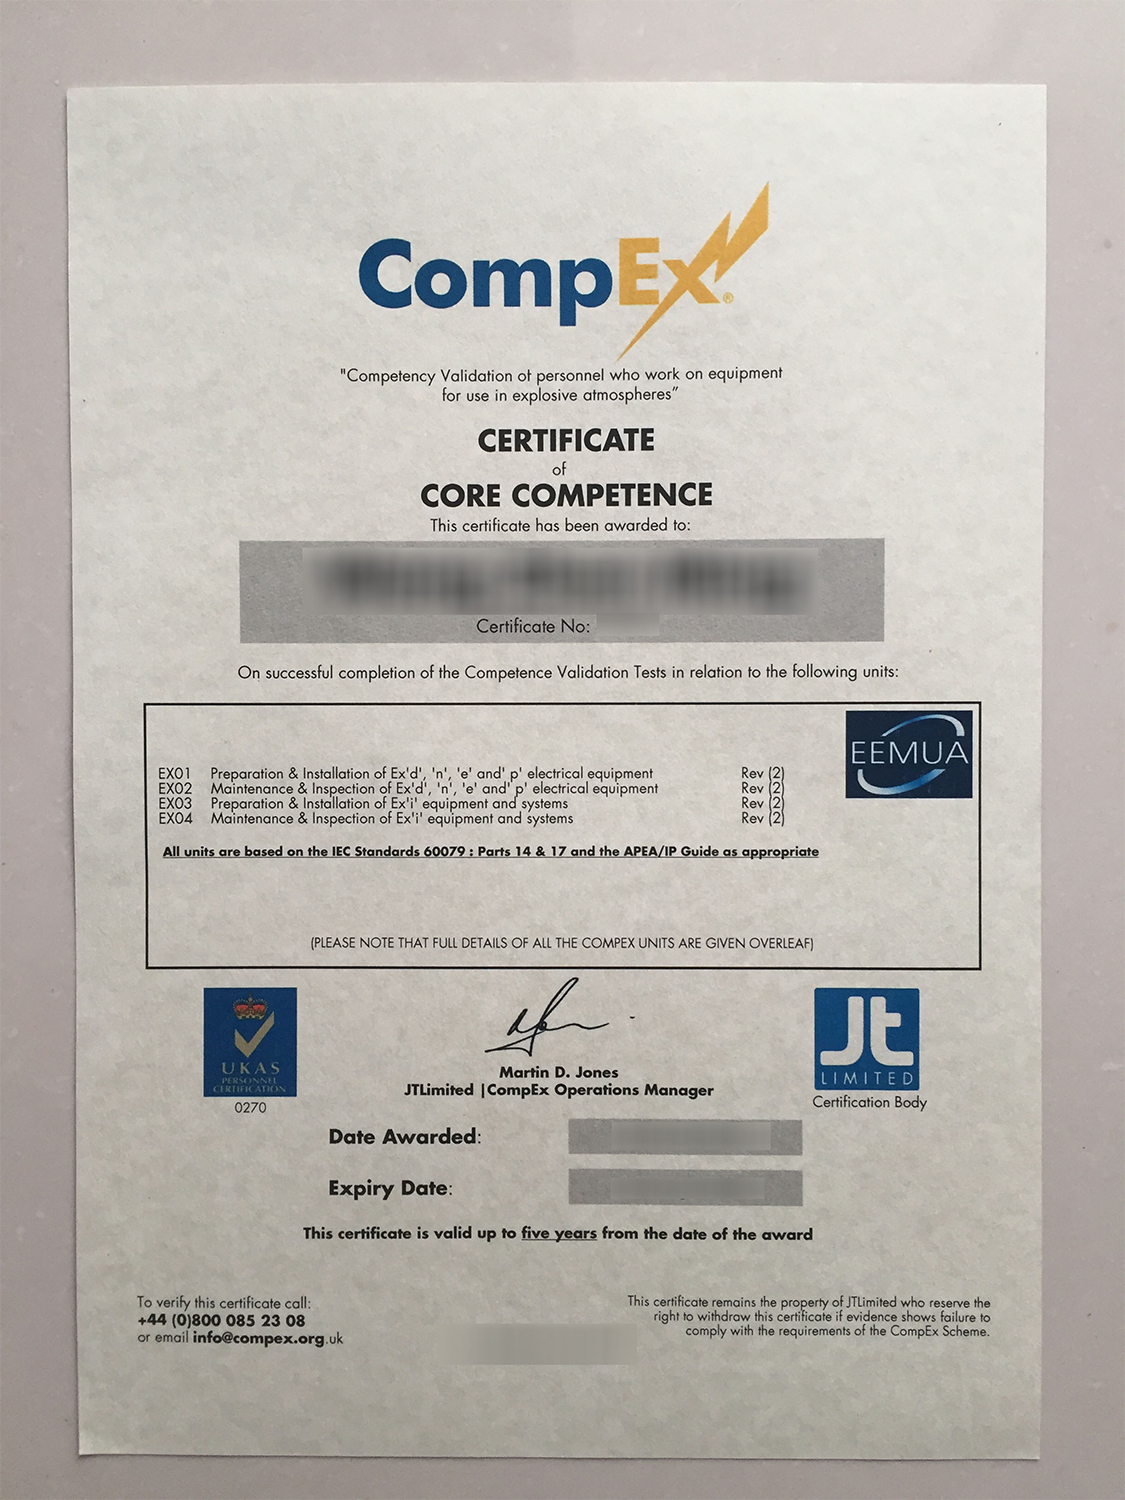 CompEx®
"Competency Validation of personnel who work on equipment
for use in explosive atmospheres”
CERTIFICATE
of
CORE COMPETENCE
This certificate has been awarded to:
Certificate No:
On successful completion of the Competence Validation Tests in relation to the following units:
EEMUA
EX01 Preparation & Installation of Ex'd', 'n', 'e' and' p' electrical equipment Rev (2)
EX02 Maintenance & Inspection of Ex'd', 'n', 'e' and' p' electrical equipment Rev (2)
EX03 Preparation & Installation of Ex'i' equipment and systems Rev (2)
EX04 Maintenance & Inspection of Ex'i' equipment and systems Rev (2)
All units are based on the IEC Standards 60079 : Parts 14 & 17 and the APEA/IP Guide as appropriate
(PLEASE NOTE THAT FULL DETAILS OF ALL THE COMPEX UNITS ARE GIVEN OVERLEAF)
UKAS
PERSONNEL
CERTIFICATION
0270
Martin D. Jones
JTLimited |CompEx Operations Manager
Jt
LIMITED
Certification Body
Date Awarded:
Expiry Date:
This certificate is valid up to five years from the date of the award
To verify this certificate call:
+44 (0)800 085 23 08
or email info@compex.org.uk
This certificate remains the property of JTLimited who reserve the
right to withdraw this certificate if evidence shows failure to
comply with the requirements of the CompEx Scheme.